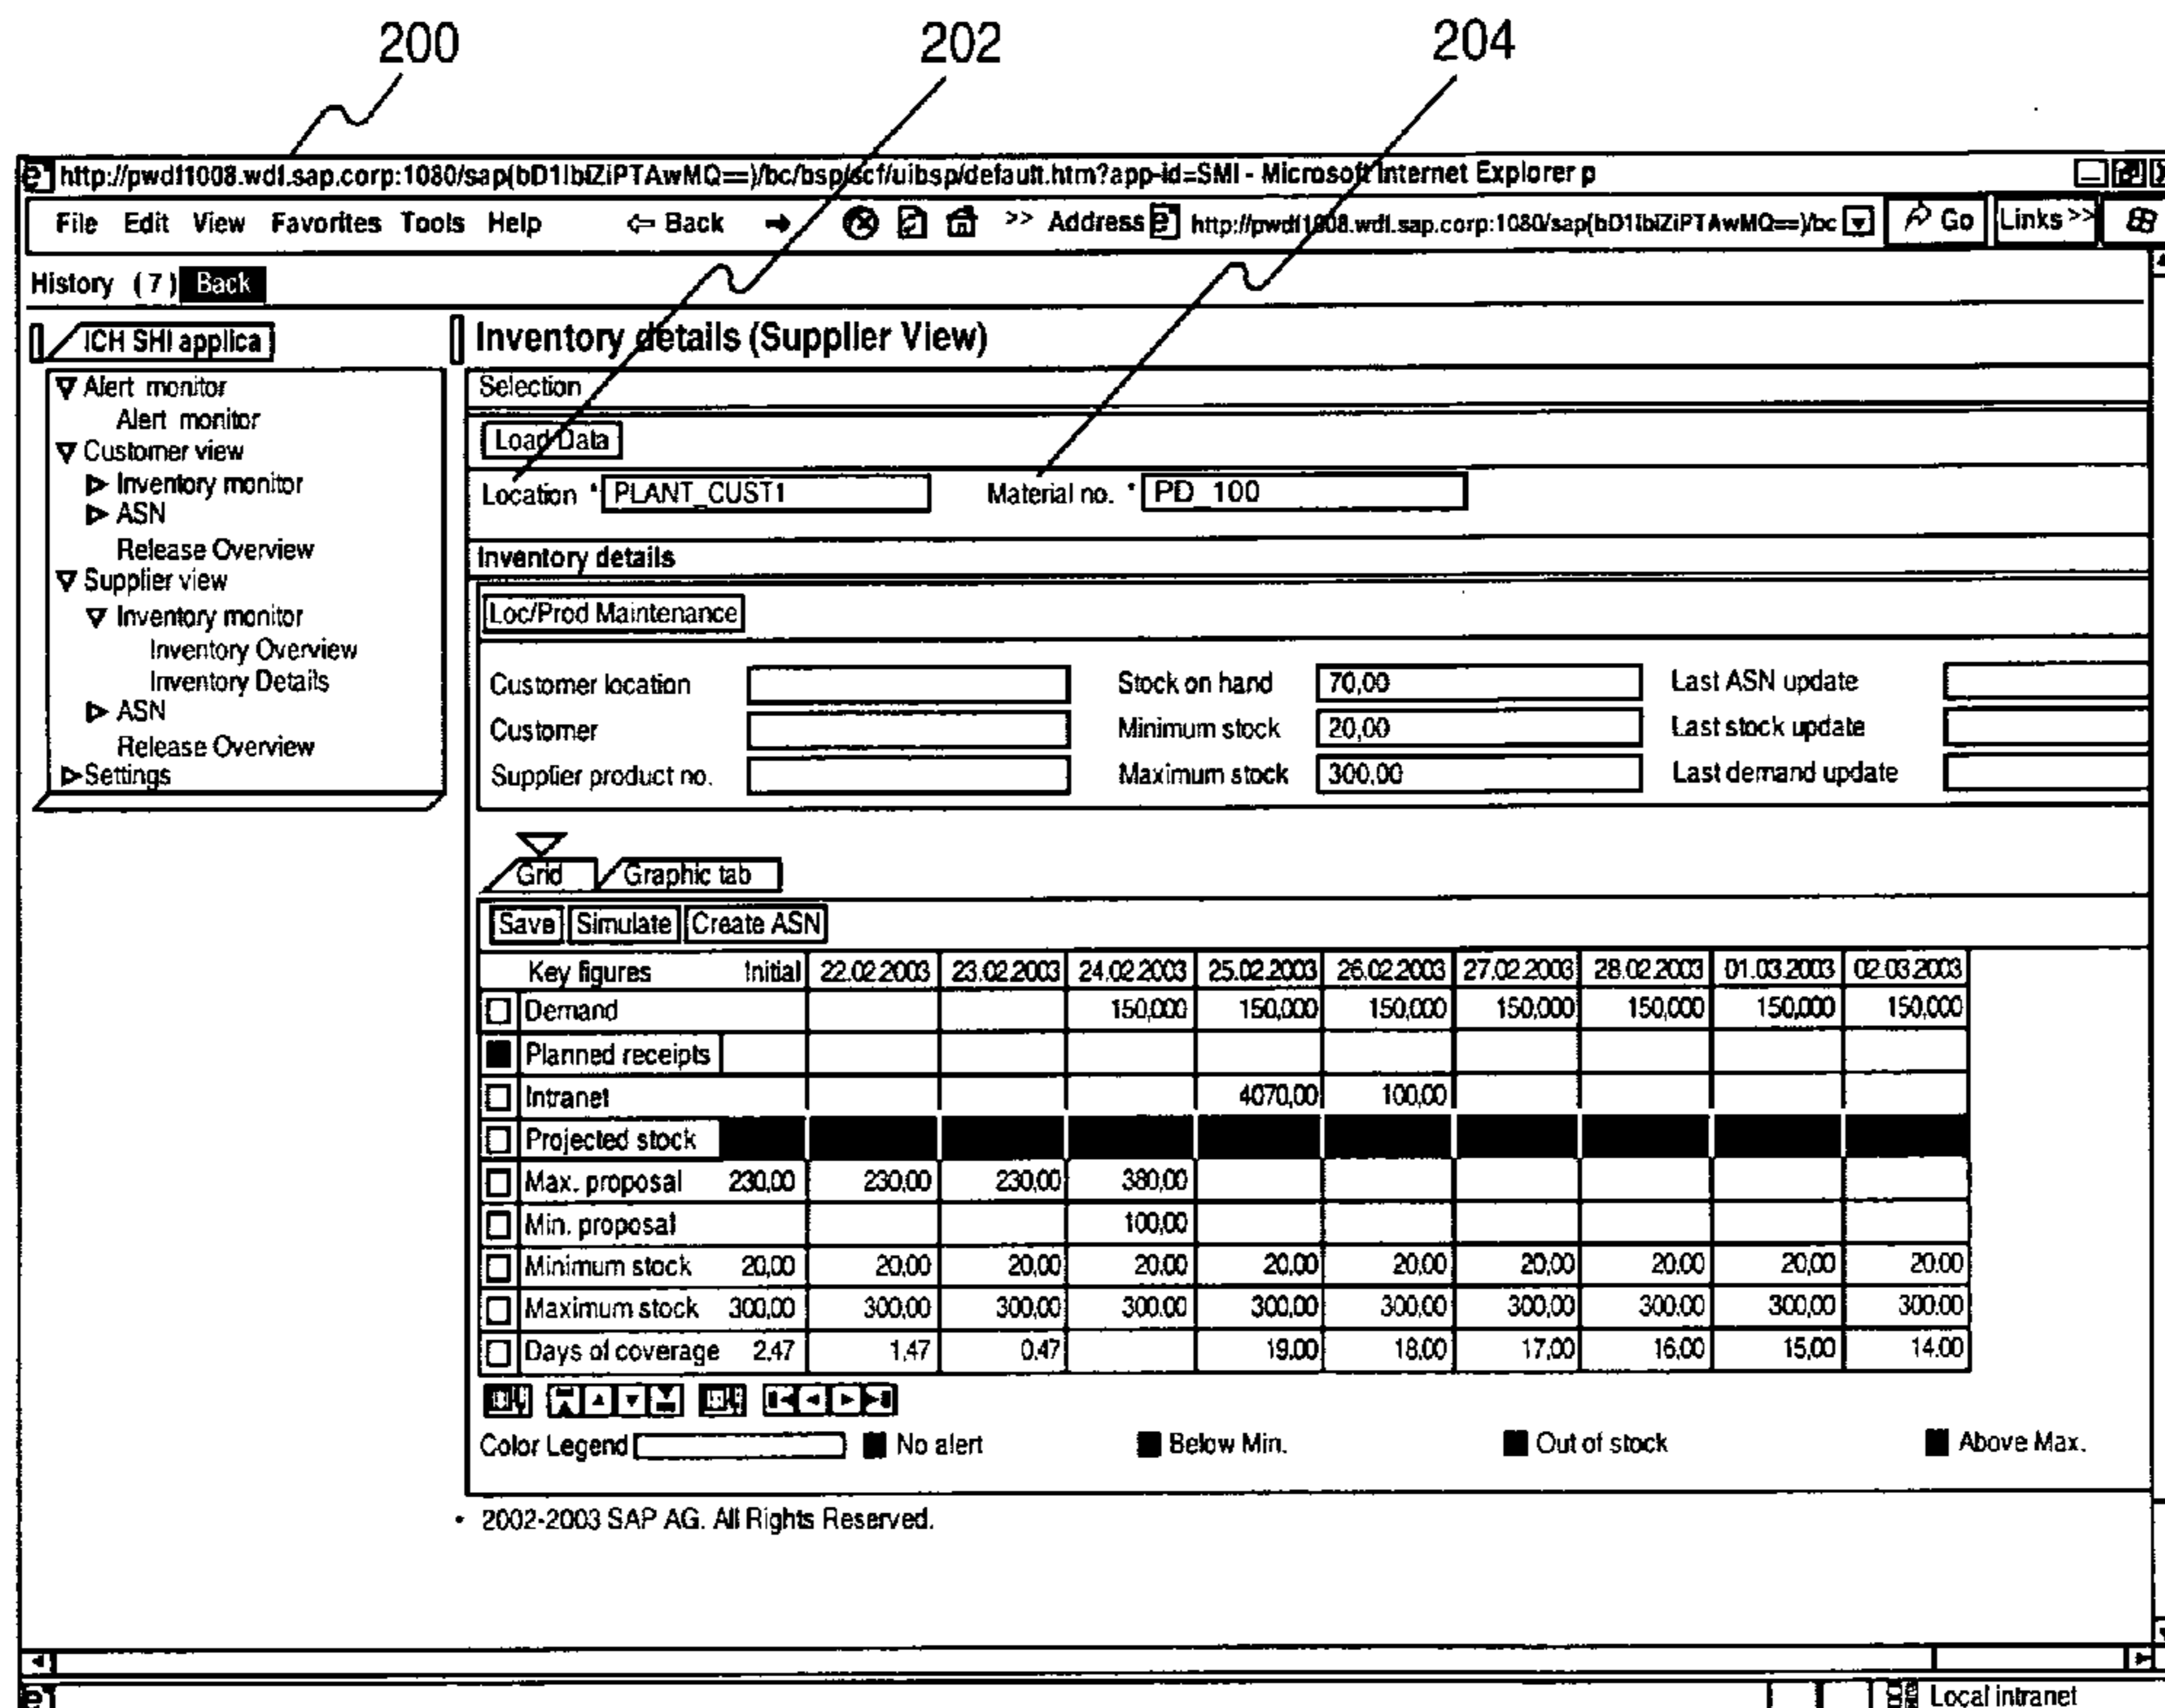 200 202 204
http://pwdf1008.wdf.sap.corp:1080/sap(bD1lbiZiPTAwMQ==)/bc/bsp/scf/uibsp/default.htm?app-id=SMI - Microsoft Internet Explorer p
File Edit View Favorites Tools Help Back >> Address http://pwdf1008.wdf.sap.corp:1080/sap(bD1lbiZiPTAwMQ==)/bc Go Links >>
History (7) Back
ICH SHI applica
Alert monitor
Alert monitor
Customer view
Inventory monitor
ASN
Release Overview
Supplier view
Inventory monitor
Inventory Overview
Inventory Details
ASN
Release Overview
Settings
Inventory details (Supplier View)
Selection
Load Data
Location * PLANT_CUST1 Material no. * PD_100
Inventory details
Loc/Prod Maintenance
Customer location Stock on hand 70,00 Last ASN update
Customer Minimum stock 20,00 Last stock update
Supplier product no. Maximum stock 300,00 Last demand update
Grid Graphic tab
Save Simulate Create ASN
Key figures Initial 22.02.2003 23.02.2003 24.02.2003 25.02.2003 26.02.2003 27.02.2003 28.02.2003 01.03.2003 02.03.2003
Demand 150,000 150,000 150,000 150,000 150,000 150,000 150,000
Planned receipts
Intranet 4070,00 100,00
Projected stock
Max. proposal 230,00 230,00 230,00 380,00
Min. proposal 100,00
Minimum stock 20,00 20,00 20,00 20.00 20,00 20,00 20,00 20.00 20,00 20.00
Maximum stock 300,00 300,00 300,00 300.00 300,00 300,00 300,00 300.00 300,00 300.00
Days of coverage 2,47 1,47 0,47 19.00 18.00 17,00 16,00 15,00 14.00
Color Legend No alert Below Min. Out of stock Above Max.
• 2002-2003 SAP AG. All Rights Reserved.
Local intranet